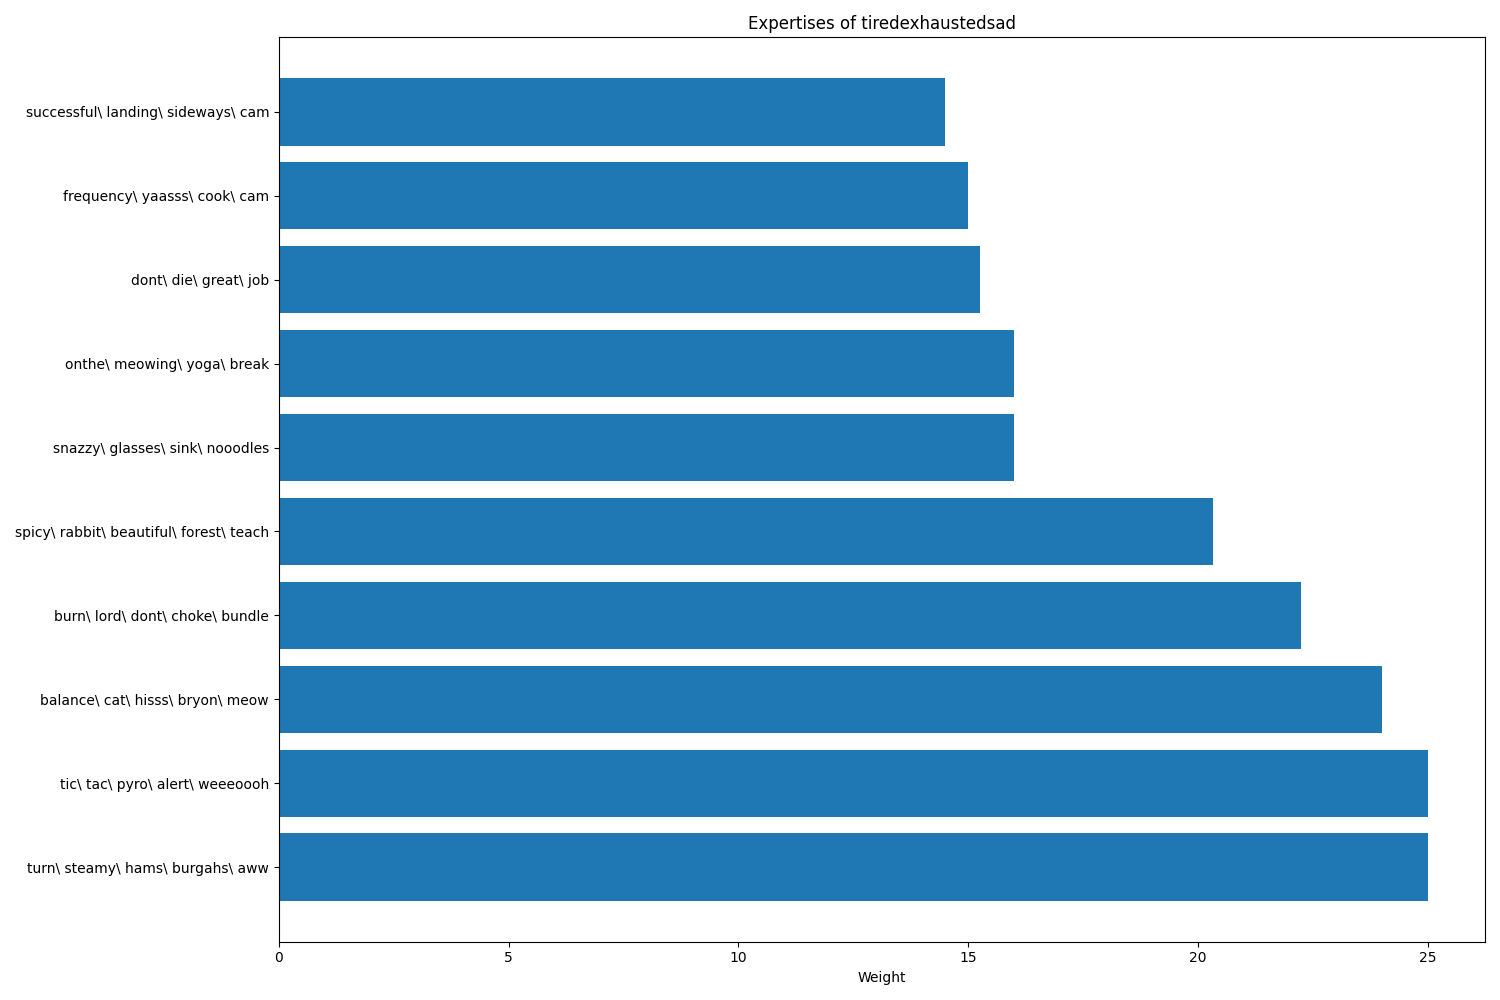 Expertises of tiredexhaustedsad
successful\ landing\ sideways\ cam
frequency\ yaasss\ cook\ cam
dont\ die\ great\ job
onthe\ meowing\ yoga\ break
snazzy\ glasses\ sink\ nooodles
spicy\ rabbit\ beautiful\ forest\ teach
burn\ lord\ dont\ choke\ bundle
balance\ cat\ hisss\ bryon\ meow
tic\ tac\ pyro\ alert\ weeeoooh
turn\ steamy\ hams\ burgahs\ aww
0 5 10 15 20 25
Weight